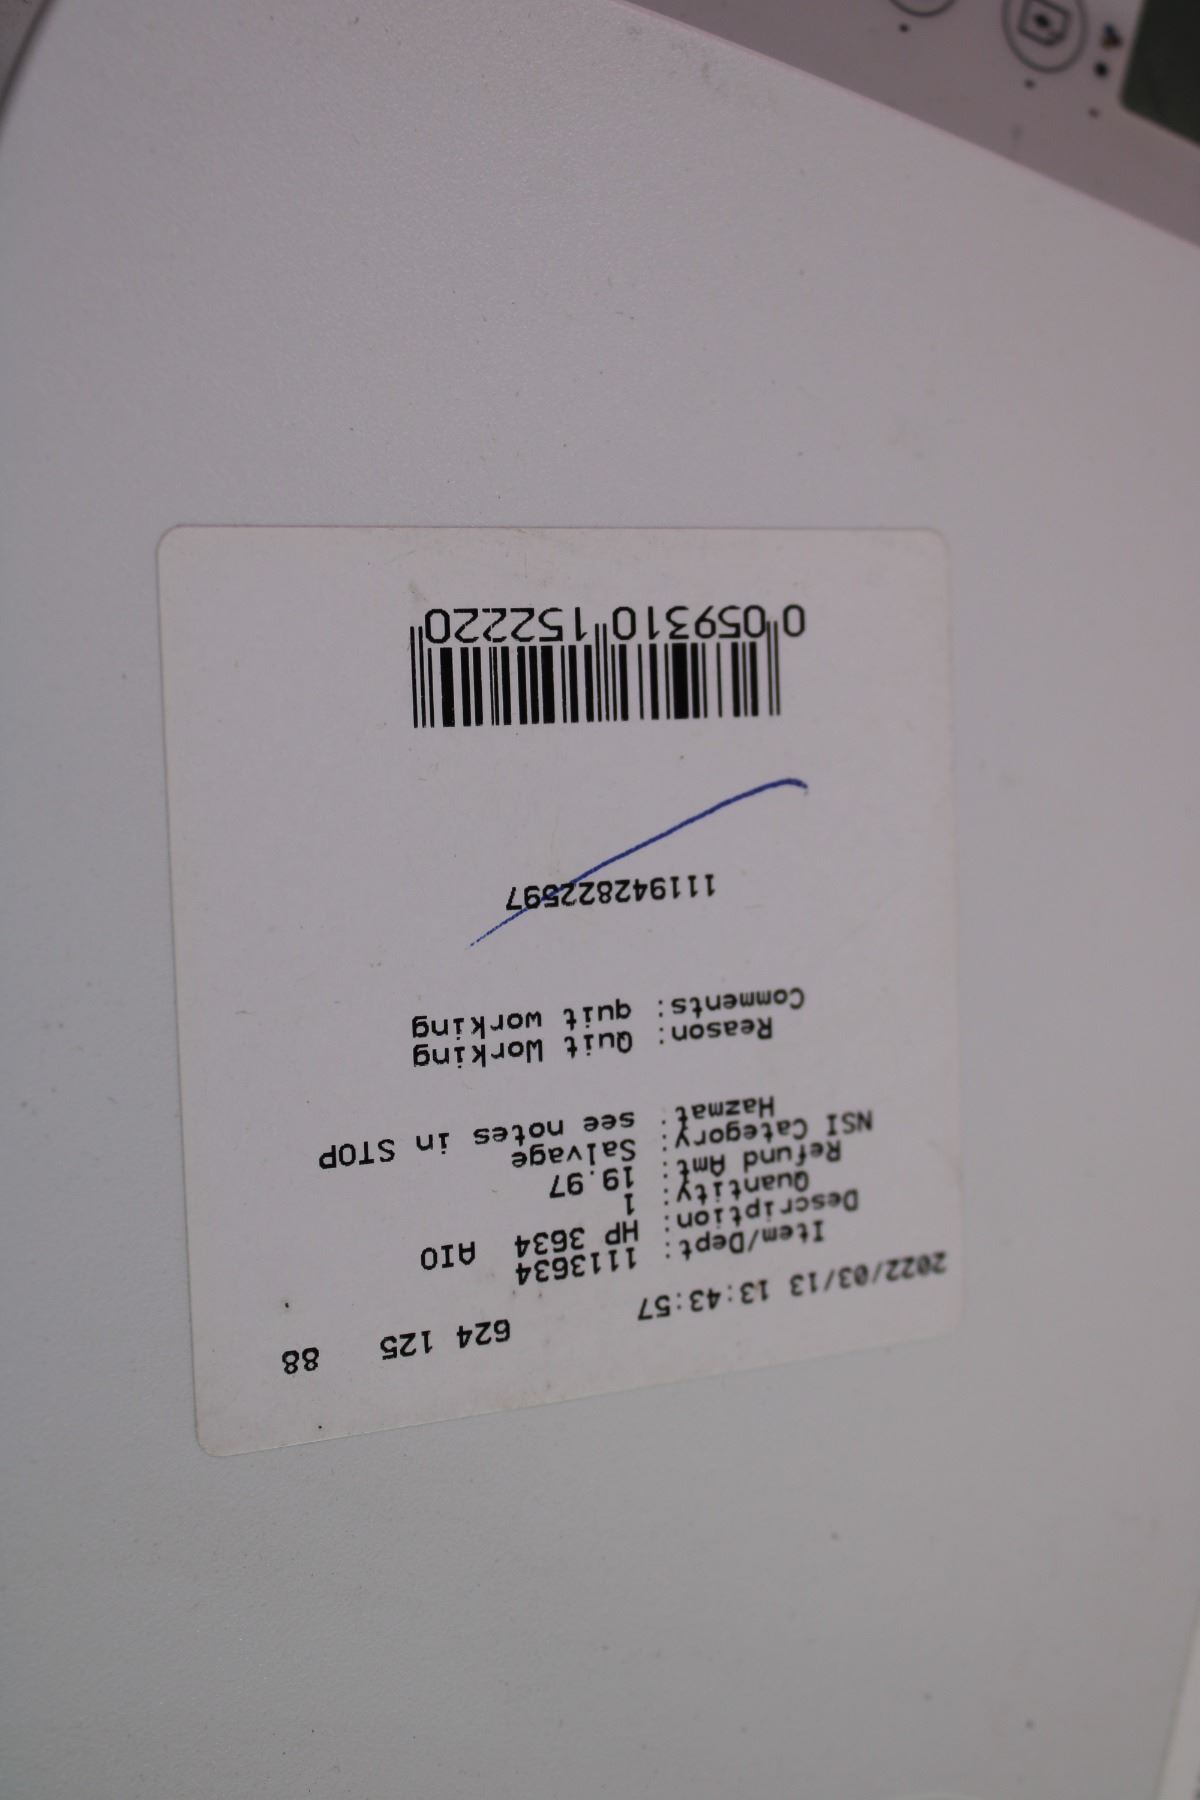 624 125 88
2022/03/13 13:43:57
Item/Dept: 1113634
Description: HP 3634 AIO
Quantity: 1
Refund Amt: 19.97
NSI Category: Salvage
Hazmat: see notes in STOP
Reason: Quit Working
Comments: quit working
111942822597
0 059310 152220